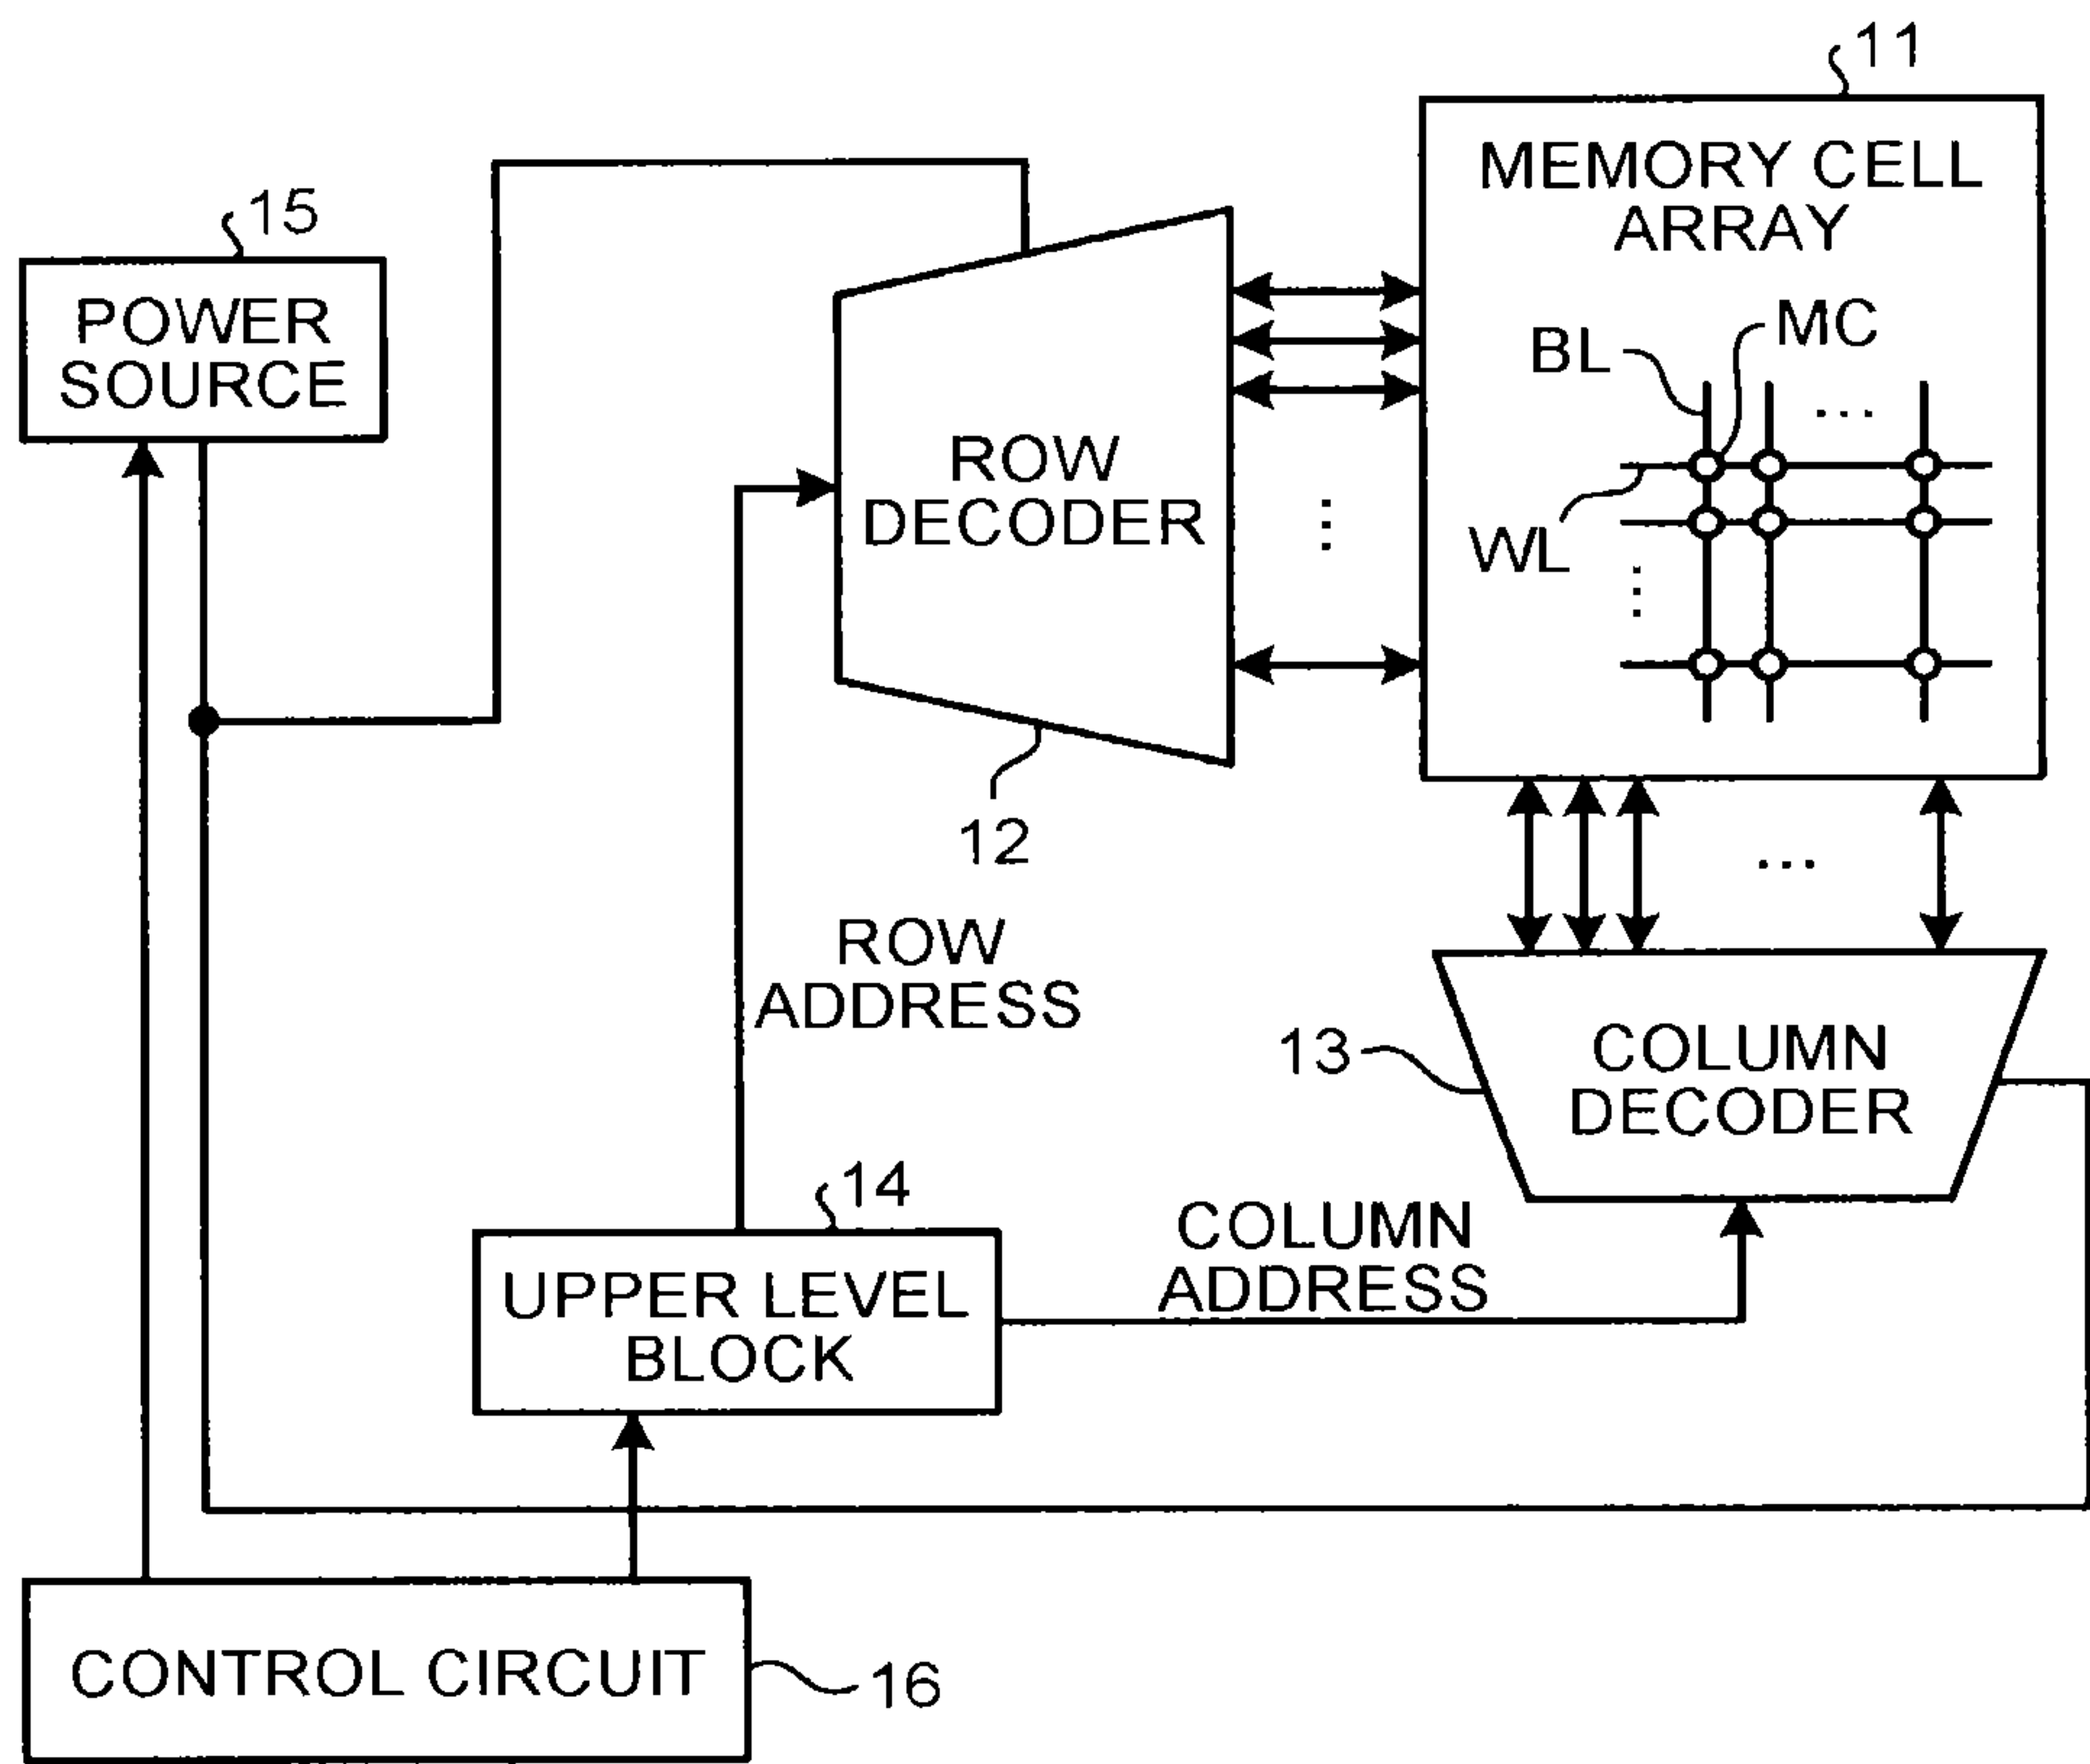 11
MEMORY CELL
ARRAY
15
POWER
SOURCE
MC
BL
...
ROW
DECODER
WL
12
...
ROW
ADDRESS
13
COLUMN
DECODER
14
COLUMN
ADDRESS
UPPER LEVEL
BLOCK
CONTROL CIRCUIT
16